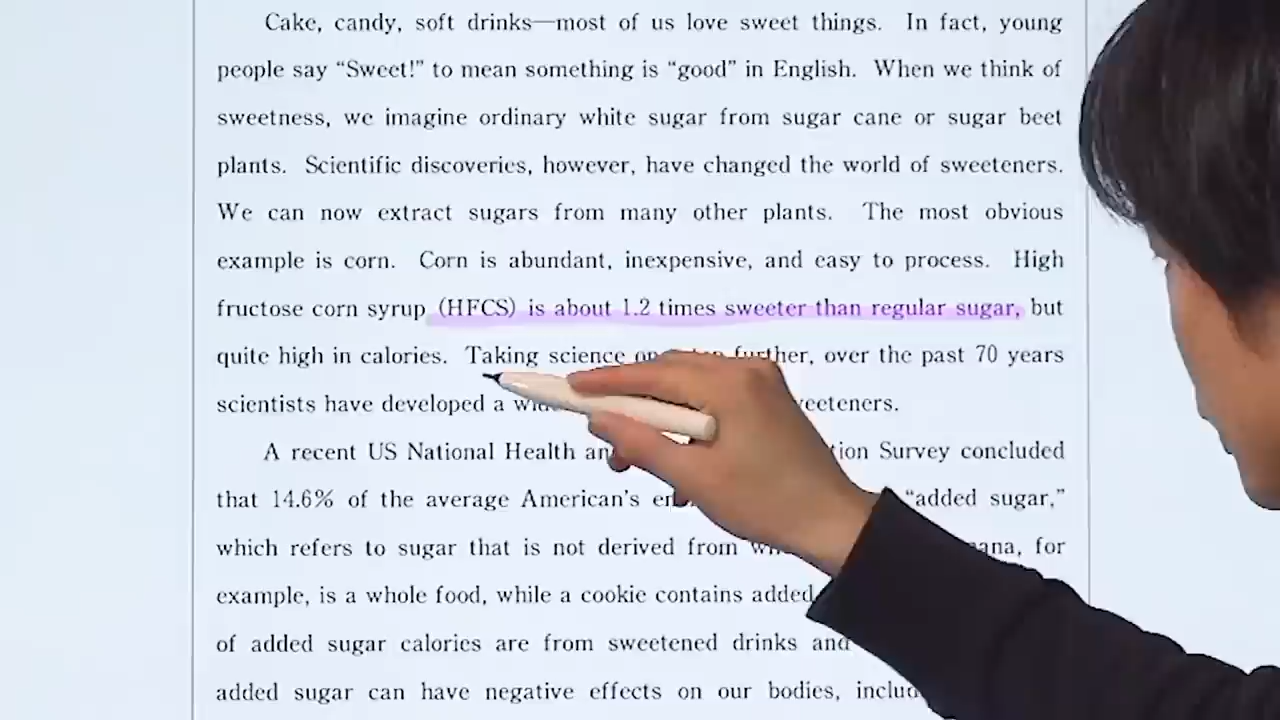 Cake, candy, soft drinks—most of us love sweet things. In fact, young
people say “Sweet!” to mean something is “good” in English. When we think of
sweetness, we imagine ordinary white sugar from sugar cane or sugar beet
plants. Scientific discoveries, however, have changed the world of sweeteners.
We can now extract sugars from many other plants. The most obvious
example is corn. Corn is abundant, inexpensive, and easy to process. High
fructose corn syrup (HFCS) is about 1.2 times sweeter than regular sugar, but
quite high in calories. Taking science one step further, over the past 70 years
scientists have developed a sweeteners.
A recent US National Health Survey concluded
that 14.6% of the average American’s “added sugar,”
which refers to sugar that is not derived from for
example, is a whole food, while a cookie contains added
of added sugar calories are from sweetened drinks and
added sugar can have negative effects on our bodies,